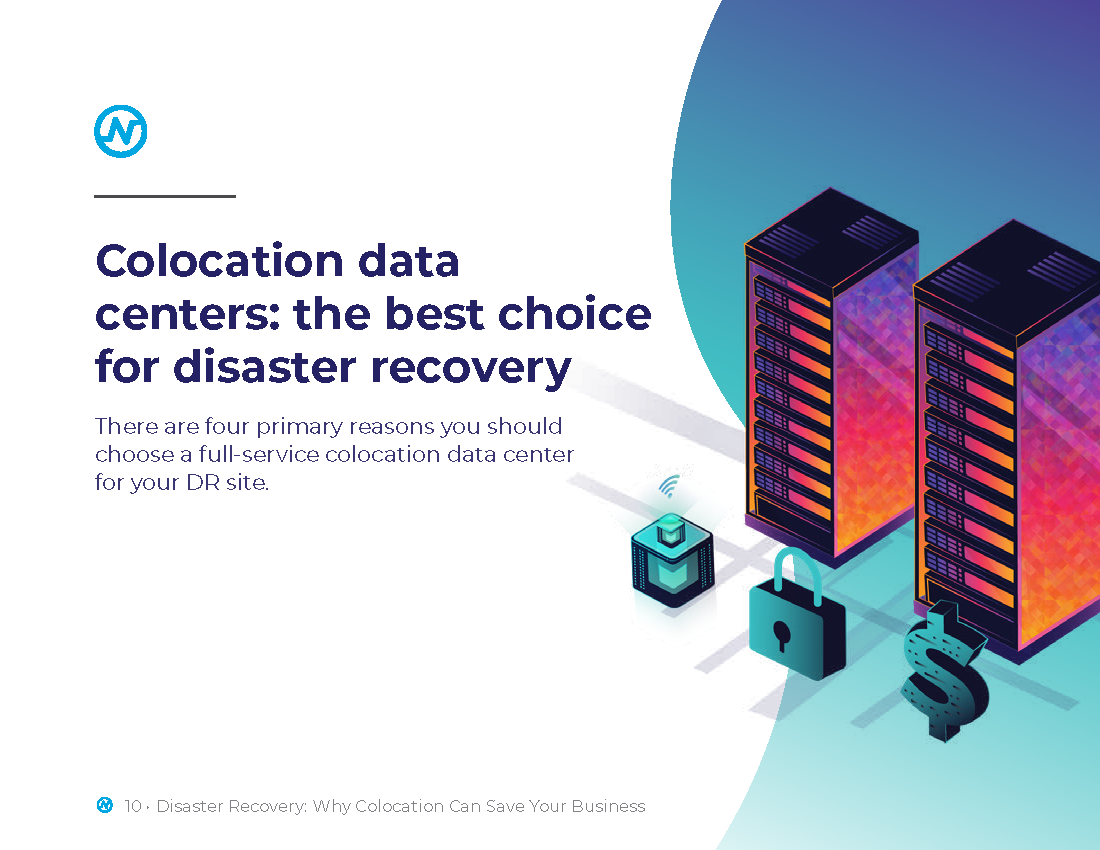 Colocation data
centers: the best choice
for disaster recovery
There are four primary reasons you should
choose a full-service colocation data center
for your DR site.
10 • Disaster Recovery: Why Colocation Can Save Your Business